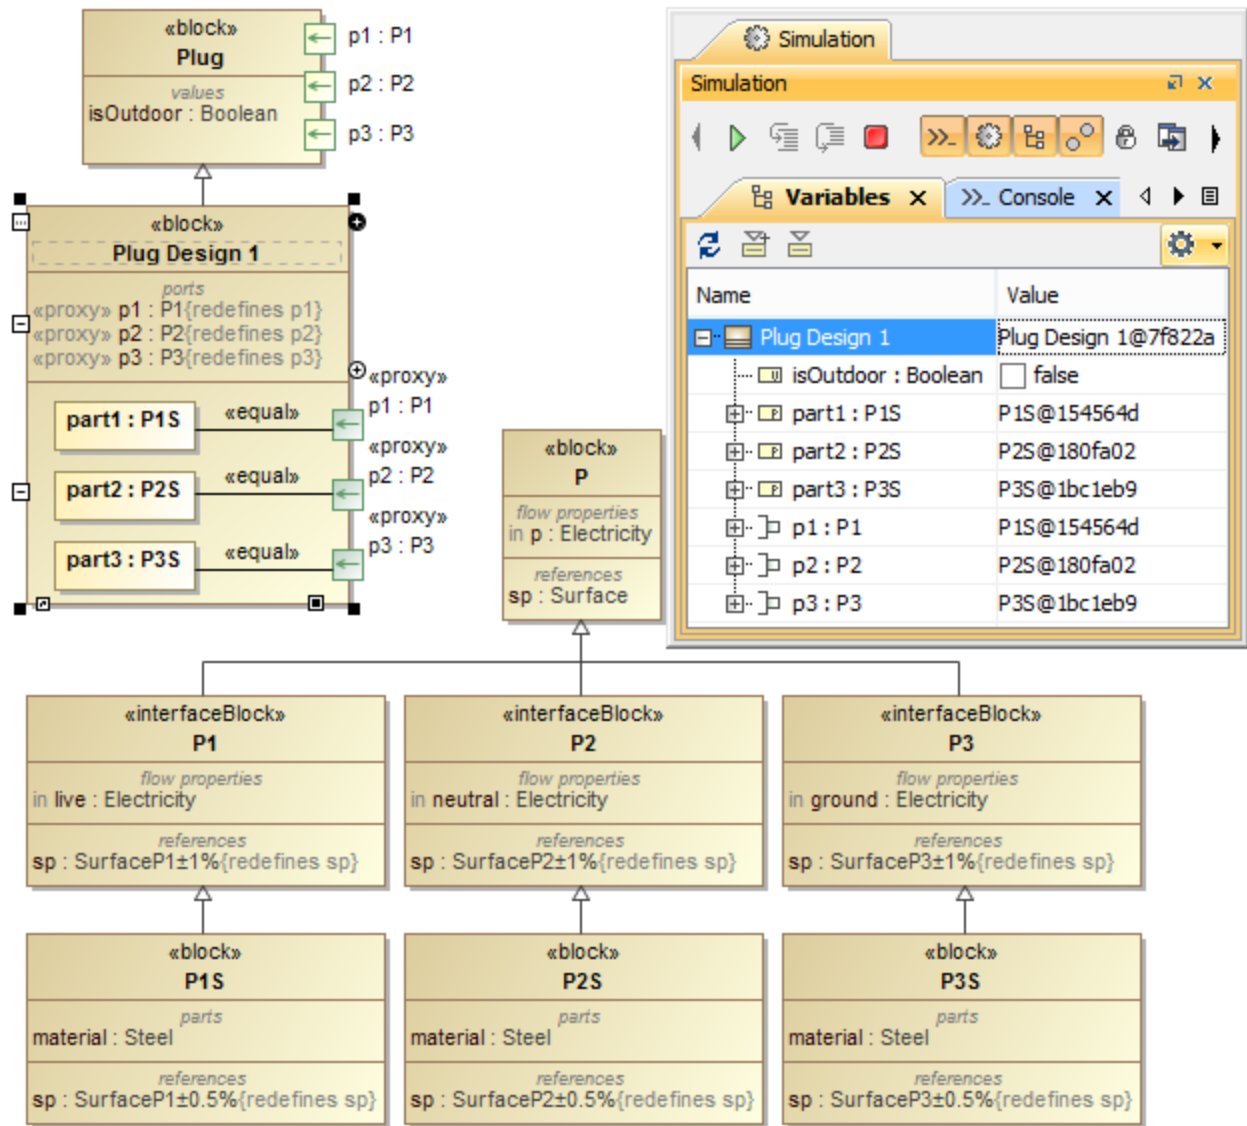 «block»
Plug
values
isOutdoor : Boolean
p1 : P1
p2 : P2
p3 : P3
«block»
Plug Design 1
ports
«proxy» p1 : P1{redefines p1}
«proxy» p2 : P2{redefines p2}
«proxy» p3 : P3{redefines p3}
part1 : P1S
«equal»
«proxy»
p1 : P1
part2 : P2S
«equal»
«proxy»
p2 : P2
part3 : P3S
«equal»
«proxy»
p3 : P3
Simulation
Simulation
Variables
Console
Name Value
Plug Design 1 Plug Design 1@7f822a
isOutdoor : Boolean false
part1 : P1S P1S@154564d
part2 : P2S P2S@180fa02
part3 : P3S P3S@1bc1eb9
p1 : P1 P1S@154564d
p2 : P2 P2S@180fa02
p3 : P3 P3S@1bc1eb9
«block»
P
flow properties
in p : Electricity
references
sp : Surface
«interfaceBlock»
P1
flow properties
in live : Electricity
references
sp : SurfaceP1±1%{redefines sp}
«interfaceBlock»
P2
flow properties
in neutral : Electricity
references
sp : SurfaceP2±1%{redefines sp}
«interfaceBlock»
P3
flow properties
in ground : Electricity
references
sp : SurfaceP3±1%{redefines sp}
«block»
P1S
parts
material : Steel
references
sp : SurfaceP1±0.5%{redefines sp}
«block»
P2S
parts
material : Steel
references
sp : SurfaceP2±0.5%{redefines sp}
«block»
P3S
parts
material : Steel
references
sp : SurfaceP3±0.5%{redefines sp}